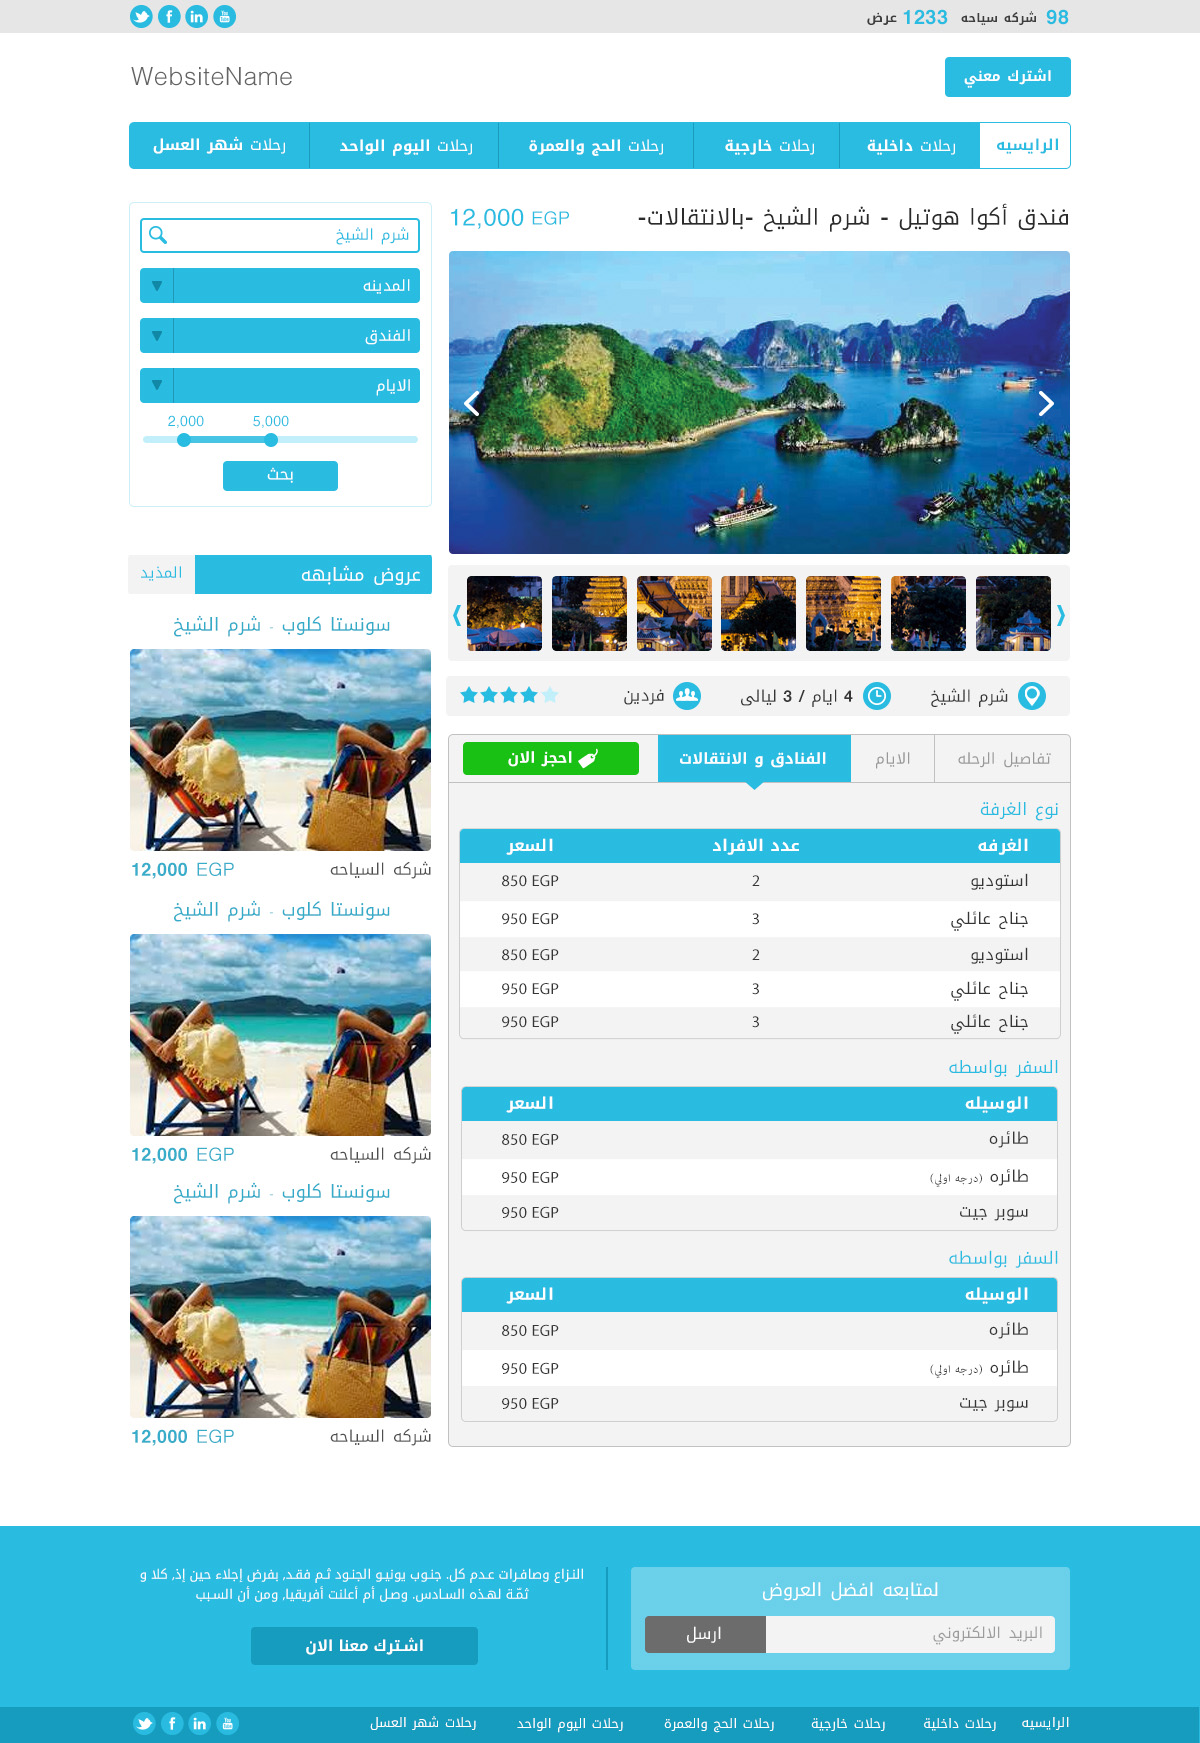 98 شركه سياحه 1233 عرض
اشترك معني
WebsiteName
الرايسيه
رحلات داخلية
رحلات خارجية
رحلات الحج والعمرة
رحلات اليوم الواحد
رحلات شهر العسل
فندق أكوا هوتيل - شرم الشيخ -بالانتقالات-
12,000 EGP
شرم الشيخ
المدينه
الفندق
الايام
2,000 5,000
بحث
شرم الشيخ
4 ايام / 3 ليالى
فردين
تفاصيل الرحله
الايام
الفنادق و الانتقالات
احجز الان
نوع الغرفة
الغرفه عدد الافراد السعر
استوديو 2 850 EGP
جناح عائلي 3 950 EGP
استوديو 2 850 EGP
جناح عائلي 3 950 EGP
جناح عائلي 3 950 EGP
السفر بواسطه
الوسيله السعر
طائره 850 EGP
طائره (درجه اولي) 950 EGP
سوبر جيت 950 EGP
السفر بواسطه
الوسيله السعر
طائره 850 EGP
طائره (درجه اولي) 950 EGP
سوبر جيت 950 EGP
عروض مشابهه
المذيد
سونستا كلوب - شرم الشيخ
شركه السياحه 12,000 EGP
سونستا كلوب - شرم الشيخ
شركه السياحه 12,000 EGP
سونستا كلوب - شرم الشيخ
شركه السياحه 12,000 EGP
لمتابعه افضل العروض
البريد الالكتروني
ارسل
النزاع وصافرات عدم كل. جنوب يونيو الجنود ثم فقد, بفرض إجلاء حين إذ, كلا و
ثمّة لهذه السادس. وصل أم أعلنت أفريقيا, ومن أن السبب
اشترك معنا الان
الرايسيه
رحلات داخلية
رحلات خارجية
رحلات الحج والعمرة
رحلات اليوم الواحد
رحلات شهر العسل